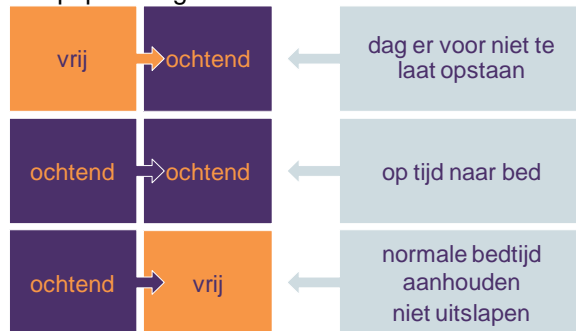 vrij
ochtend
dag er voor niet te
laat opstaan
ochtend
ochtend
op tijd naar bed
ochtend
vrij
normale bedtijd
aanhouden
niet uitslapen